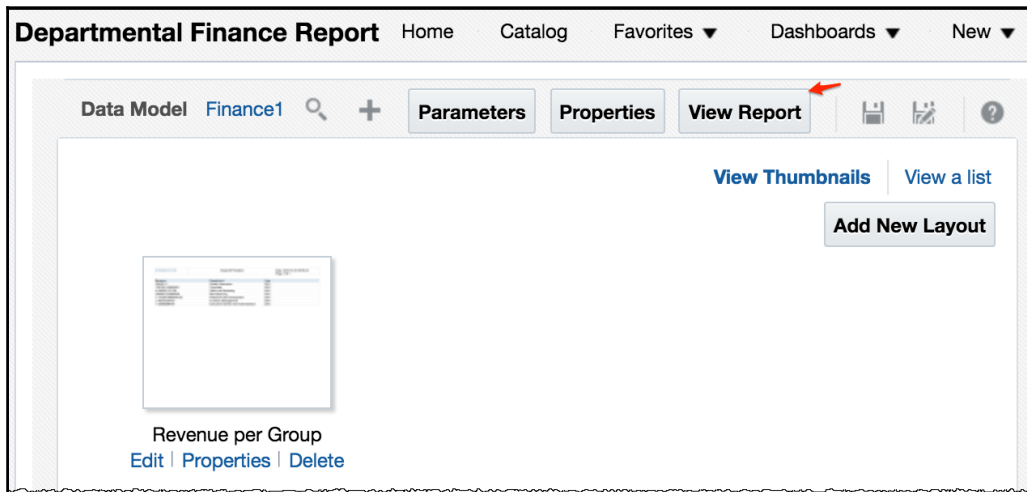 Departmental Finance Report Home Catalog Favorites ▼ Dashboards ▼ New ▼
Data Model Finance1 Parameters Properties View Report ?
View Thumbnails View a list
Add New Layout
Revenue per Group
Edit | Properties | Delete